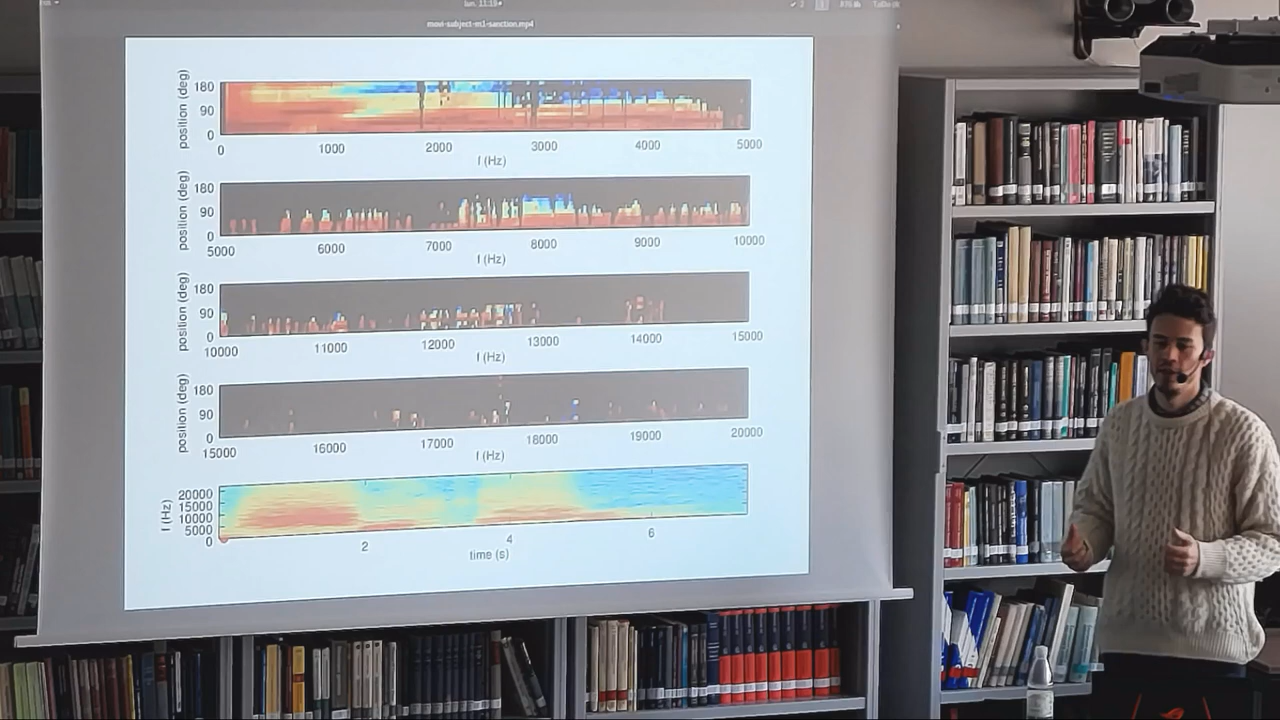 lun. 11:19
movi-subject-m1-sanction.mp4
position (deg)
180
90
0
0 1000 2000 3000 4000 5000
f (Hz)
position (deg)
180
90
0
5000 6000 7000 8000 9000 10000
f (Hz)
position (deg)
180
90
0
10000 11000 12000 13000 14000 15000
f (Hz)
position (deg)
180
90
0
15000 16000 17000 18000 19000 20000
f (Hz)
f (Hz)
20000
15000
10000
5000
0
2 4 6
time (s)